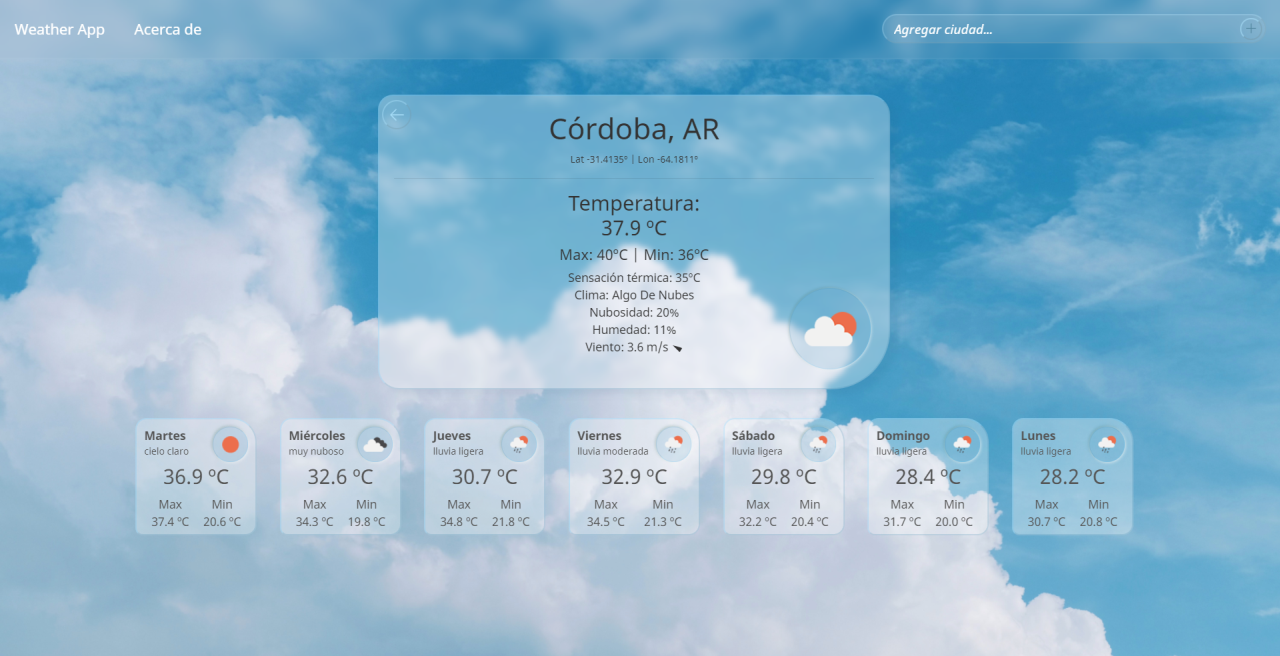 Weather App
Acerca de
Agregar ciudad...
Córdoba, AR
Lat -31.4135° | Lon -64.1811°
Temperatura:
37.9 ºC
Max: 40ºC | Min: 36ºC
Sensación térmica: 35ºC
Clima: Algo De Nubes
Nubosidad: 20%
Humedad: 11%
Viento: 3.6 m/s
Martes
cielo claro
36.9 ºC
Max Min
37.4 ºC 20.6 ºC
Miércoles
muy nuboso
32.6 ºC
Max Min
34.3 ºC 19.8 ºC
Jueves
lluvia ligera
30.7 ºC
Max Min
34.8 ºC 21.8 ºC
Viernes
lluvia moderada
32.9 ºC
Max Min
34.5 ºC 21.3 ºC
Sábado
lluvia ligera
29.8 ºC
Max Min
32.2 ºC 20.4 ºC
Domingo
lluvia ligera
28.4 ºC
Max Min
31.7 ºC 20.0 ºC
Lunes
lluvia ligera
28.2 ºC
Max Min
30.7 ºC 20.8 ºC